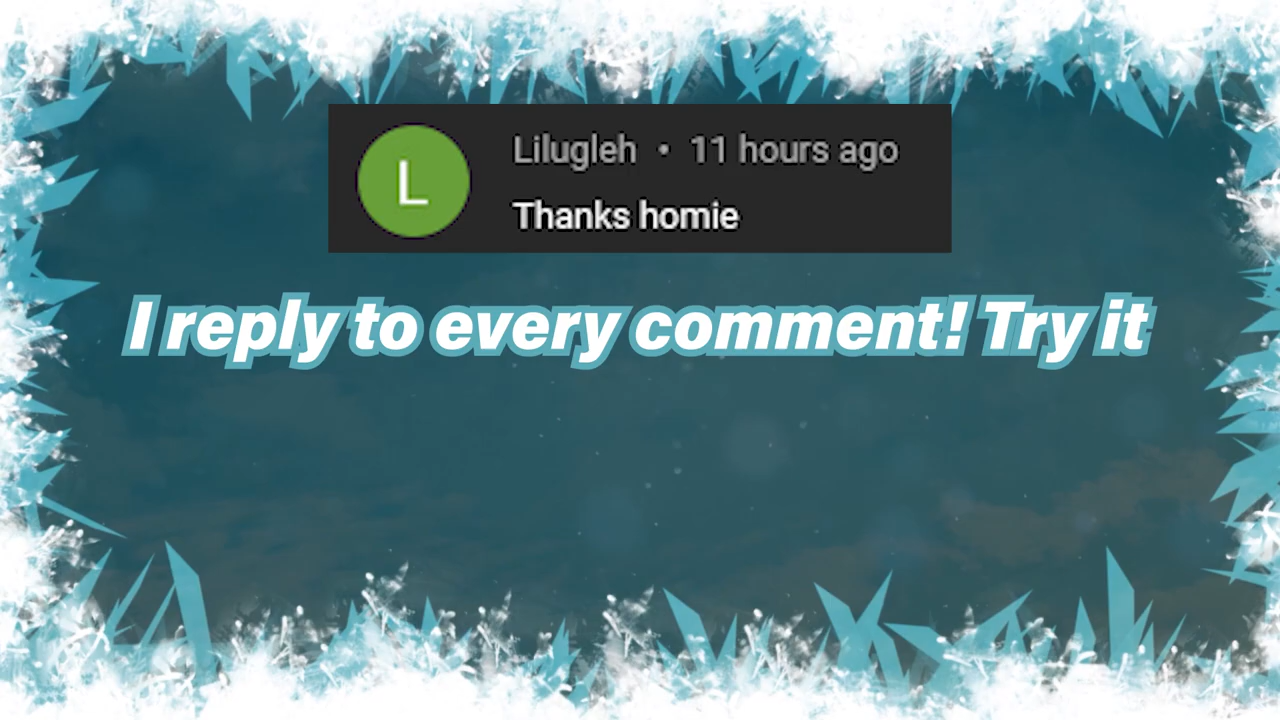 L
Lilugleh • 11 hours ago
Thanks homie
I reply to every comment! Try it